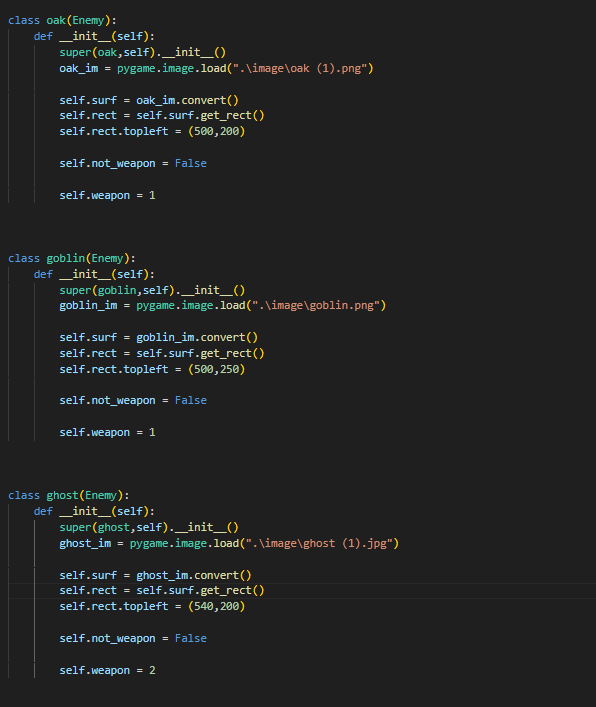 class oak(Enemy):
    def __init__(self):
        super(oak,self).__init__()
        oak_im = pygame.image.load(".\image\oak (1).png")
        self.surf = oak_im.convert()
        self.rect = self.surf.get_rect()
        self.rect.topleft = (500,200)
        self.not_weapon = False
        self.weapon = 1
class goblin(Enemy):
    def __init__(self):
        super(goblin,self).__init__()
        goblin_im = pygame.image.load(".\image\goblin.png")
        self.surf = goblin_im.convert()
        self.rect = self.surf.get_rect()
        self.rect.topleft = (500,250)
        self.not_weapon = False
        self.weapon = 1
class ghost(Enemy):
    def __init__(self):
        super(ghost,self).__init__()
        ghost_im = pygame.image.load(".\image\ghost (1).jpg")
        self.surf = ghost_im.convert()
        self.rect = self.surf.get_rect()
        self.rect.topleft = (540,200)
        self.not_weapon = False
        self.weapon = 2